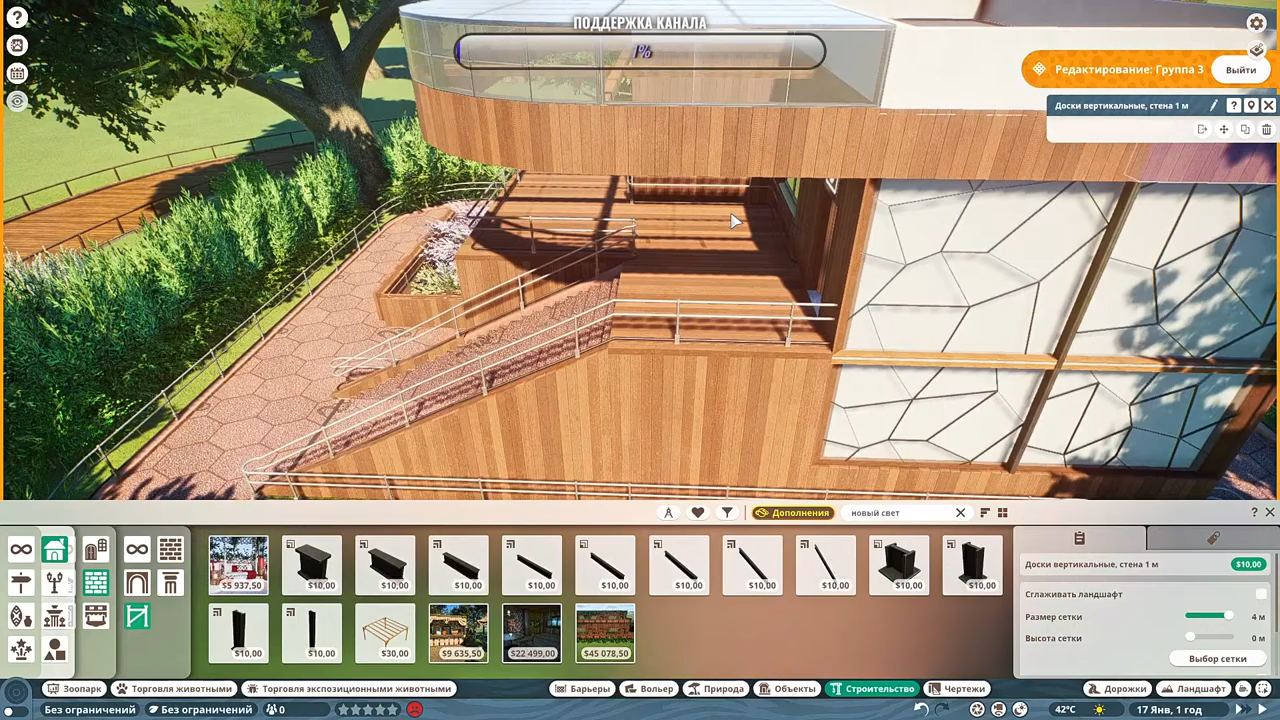 ПОДДЕРЖКА КАНАЛА
1%
Редактирование: Группа 3
Выйти
Доски вертикальные, стена 1 м
Дополнения
новый свет
$5 937,50
$10,00
$10,00
$10,00
$10,00
$10,00
$10,00
$10,00
$10,00
$10,00
$10,00
$10,00
$10,00
$30,00
$9 635,50
$22 499,00
$45 078,50
Доски вертикальные, стена 1 м
$10,00
Сглаживать ландшафт
Размер сетки
4 м
Высота сетки
0 м
Выбор сетки
Зоопарк
Торговля животными
Торговля экспозиционными животными
Барьеры
Вольер
Природа
Объекты
Строительство
Чертежи
Дорожки
Ландшафт
Без ограничений
Без ограничений
0
42°C
17 Янв, 1 год